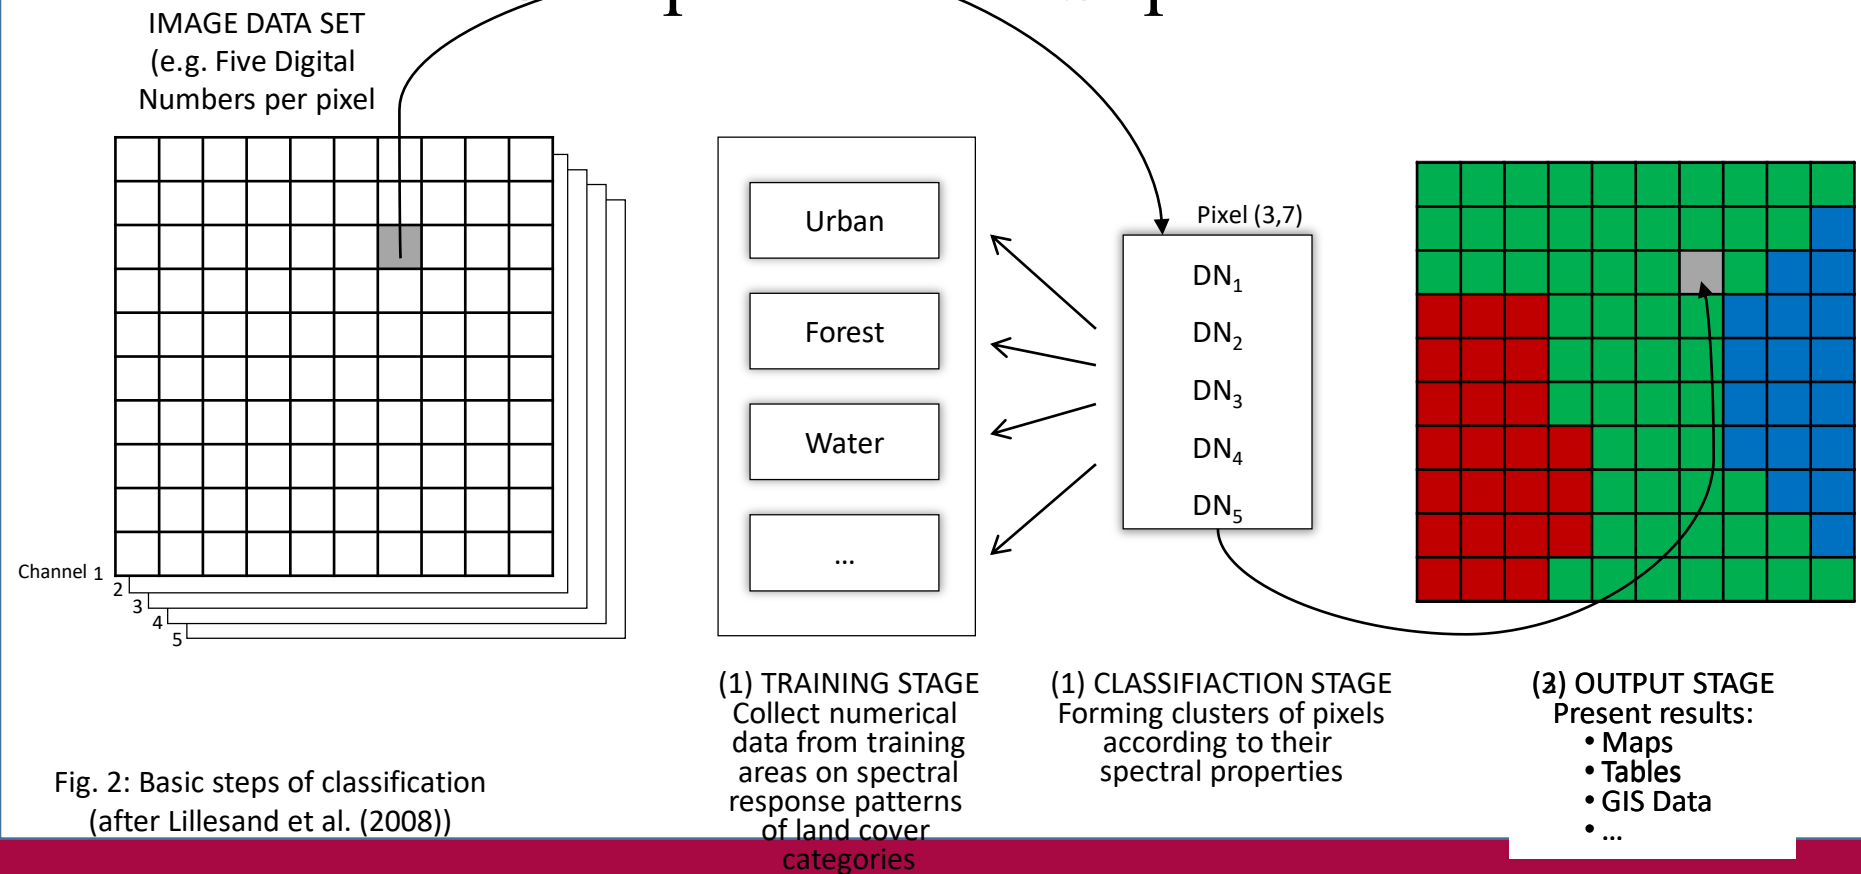 IMAGE DATA SET
(e.g. Five Digital
Numbers per pixel
Channel 1
2
3
4
5
Urban
Forest
Water
...
Pixel (3,7)
DN1
DN2
DN3
DN4
DN5
(1) TRAINING STAGE
Collect numerical
data from training
areas on spectral
response patterns
of land cover
categories
(1) CLASSIFIACTION STAGE
Forming clusters of pixels
according to their
spectral properties
OUTPUT STAGE
Present results:
• Maps
• Tables
• GIS Data
• ...
Fig. 2: Basic steps of classification
(after Lillesand et al. (2008))